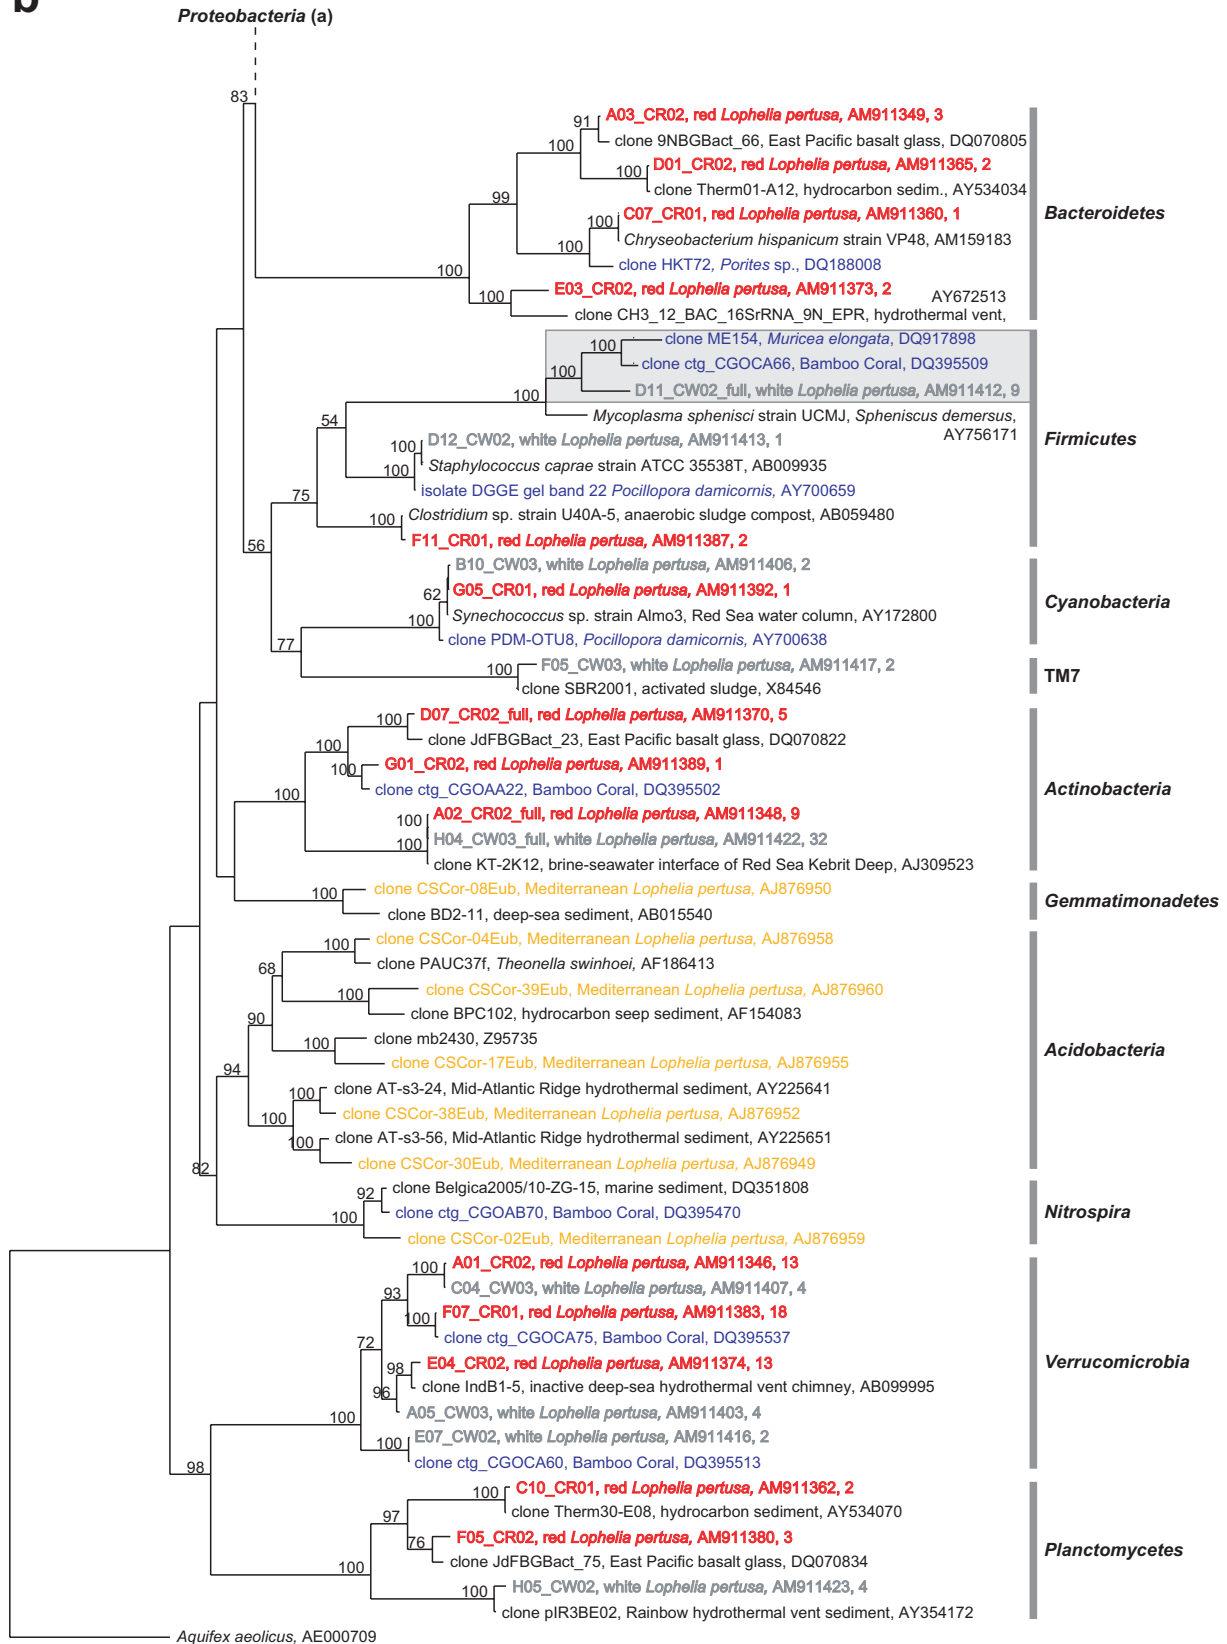 b
Proteobacteria (a)
83
A03_CR02, red Lophelia pertusa, AM911349, 3
91
clone 9NBGBact_66, East Pacific basalt glass, DQ070805
100
D01_CR02, red Lophelia pertusa, AM911365, 2
100
clone Therm01-A12, hydrocarbon sedim., AY534034
99
C07_CR01, red Lophelia pertusa, AM911360, 1
100
Bacteroidetes
Chryseobacterium hispanicum strain VP48, AM159183
100
clone HKT72, Porites sp., DQ188008
100
E03_CR02, red Lophelia pertusa, AM911373, 2
100
AY672513
clone CH3_12_BAC_16SrRNA_9N_EPR, hydrothermal vent,
clone ME154, Muricea elongata, DQ917898
100
clone ctg_CGOCA66, Bamboo Coral, DQ395509
100
D11_CW02_full, white Lophelia pertusa, AM911412, 9
100
Mycoplasma sphenisci strain UCMJ, Spheniscus demersus,
AY756171
54
Firmicutes
D12_CW02, white Lophelia pertusa, AM911413, 1
100
Staphylococcus caprae strain ATCC 35538T, AB009935
100
isolate DGGE gel band 22 Pocillopora damicornis, AY700659
75
Clostridium sp. strain U40A-5, anaerobic sludge compost, AB059480
100
F11_CR01, red Lophelia pertusa, AM911387, 2
56
B10_CW03, white Lophelia pertusa, AM911406, 2
G05_CR01, red Lophelia pertusa, AM911392, 1
62
Cyanobacteria
Synechococcus sp. strain Almo3, Red Sea water column, AY172800
100
clone PDM-OTU8, Pocillopora damicornis, AY700638
77
F05_CW03, white Lophelia pertusa, AM911417, 2
100
TM7
clone SBR2001, activated sludge, X84546
D07_CR02_full, red Lophelia pertusa, AM911370, 5
100
clone JdFBGBact_23, East Pacific basalt glass, DQ070822
100
G01_CR02, red Lophelia pertusa, AM911389, 1
100
clone ctg_CGOAA22, Bamboo Coral, DQ395502
Actinobacteria
100
A02_CR02_full, red Lophelia pertusa, AM911348, 9
100
H04_CW03_full, white Lophelia pertusa, AM911422, 32
100
clone KT-2K12, brine-seawater interface of Red Sea Kebrit Deep, AJ309523
clone CSCor-08Eub, Mediterranean Lophelia pertusa, AJ876950
100
Gemmatimonadetes
clone BD2-11, deep-sea sediment, AB015540
clone CSCor-04Eub, Mediterranean Lophelia pertusa, AJ876958
100
clone PAUC37f, Theonella swinhoei, AF186413
68
clone CSCor-39Eub, Mediterranean Lophelia pertusa, AJ876960
100
clone BPC102, hydrocarbon seep sediment, AF154083
90
clone mb2430, Z95735
100
Acidobacteria
clone CSCor-17Eub, Mediterranean Lophelia pertusa, AJ876955
94
clone AT-s3-24, Mid-Atlantic Ridge hydrothermal sediment, AY225641
100
clone CSCor-38Eub, Mediterranean Lophelia pertusa, AJ876952
100
clone AT-s3-56, Mid-Atlantic Ridge hydrothermal sediment, AY225651
100
clone CSCor-30Eub, Mediterranean Lophelia pertusa, AJ876949
82
clone Belgica2005/10-ZG-15, marine sediment, DQ351808
92
clone ctg_CGOAB70, Bamboo Coral, DQ395470
Nitrospira
100
clone CSCor-02Eub, Mediterranean Lophelia pertusa, AJ876959
A01_CR02, red Lophelia pertusa, AM911346, 13
100
C04_CW03, white Lophelia pertusa, AM911407, 4
93
F07_CR01, red Lophelia pertusa, AM911383, 18
100
clone ctg_CGOCA75, Bamboo Coral, DQ395537
72
E04_CR02, red Lophelia pertusa, AM911374, 13
Verrucomicrobia
98
clone IndB1-5, inactive deep-sea hydrothermal vent chimney, AB099995
96
A05_CW03, white Lophelia pertusa, AM911403, 4
100
E07_CW02, white Lophelia pertusa, AM911416, 2
100
clone ctg_CGOCA60, Bamboo Coral, DQ395513
98
C10_CR01, red Lophelia pertusa, AM911362, 2
100
clone Therm30-E08, hydrocarbon sediment, AY534070
97
F05_CR02, red Lophelia pertusa, AM911380, 3
76
Planctomycetes
clone JdFBGBact_75, East Pacific basalt glass, DQ070834
100
H05_CW02, white Lophelia pertusa, AM911423, 4
100
clone pIR3BE02, Rainbow hydrothermal vent sediment, AY354172
Aquifex aeolicus, AE000709